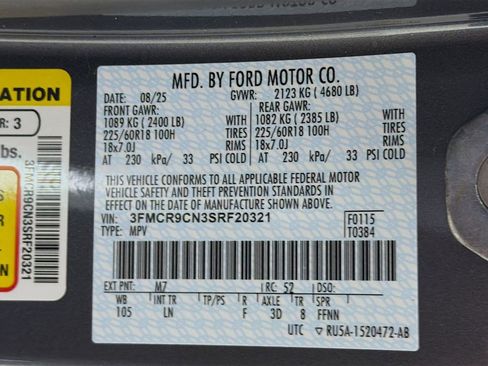 MFD. BY FORD MOTOR CO.
DATE: 08/25 GVWR: 2123 KG ( 4680 LB)
FRONT GAWR: REAR GAWR:
1089 KG ( 2400 LB) WITH 1082 KG ( 2385 LB) WITH
225/60R18 100H TIRES 225/60R18 100H TIRES
18x7.0J RIMS 18x7.0J RIMS
AT 230 kPa/ 33 PSI COLD AT 230 kPa/ 33 PSI COLD
THIS VEHICLE CONFORMS TO ALL APPLICABLE FEDERAL MOTOR
VEHICLE SAFETY AND THEFT PREVENTION STANDARDS IN
EFFECT ON THE DATE OF MANUFACTURE SHOWN ABOVE.
VIN: 3FMCR9CN3SRF20321 F0115
TYPE: MPV T0384
EXT PNT: M7 RC: 52 DSO:
WB INT TR TP/PS R AXLE TR SPR
105 LN F 3D 8 FFNN
UTC RU5A-1520472-AB
ATION
R: 3
lbs.
3FMCR9CN3SRF20321